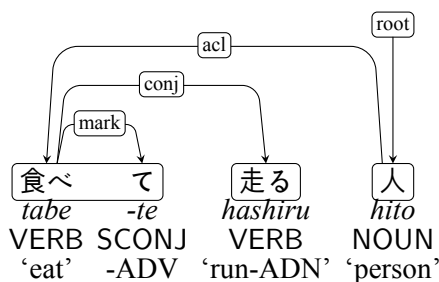 root
acl
conj
mark
食べ て 走る 人
tabe -te hashiru hito
VERB SCONJ VERB NOUN
‘eat’ -ADV ‘run-ADN’ ‘person’